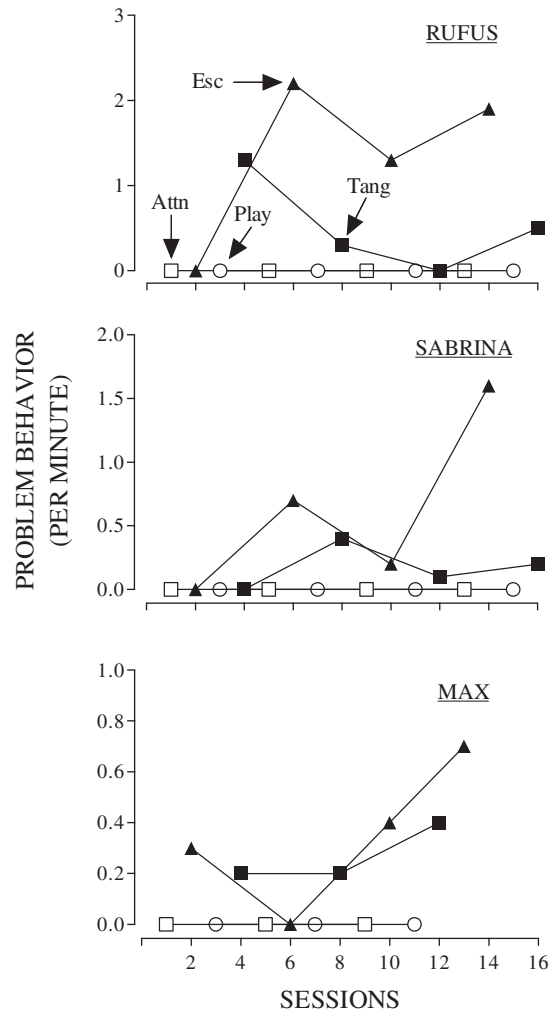 3
RUFUS
Esc
2
Tang
1
Attn
Play
0
2.0
SABRINA
1.5
1.0
0.5
0.0
PROBLEM BEHAVIOR
(PER MINUTE)
1.0
MAX
0.8
0.6
0.4
0.2
0.0
2 4 6 8 10 12 14 16
SESSIONS